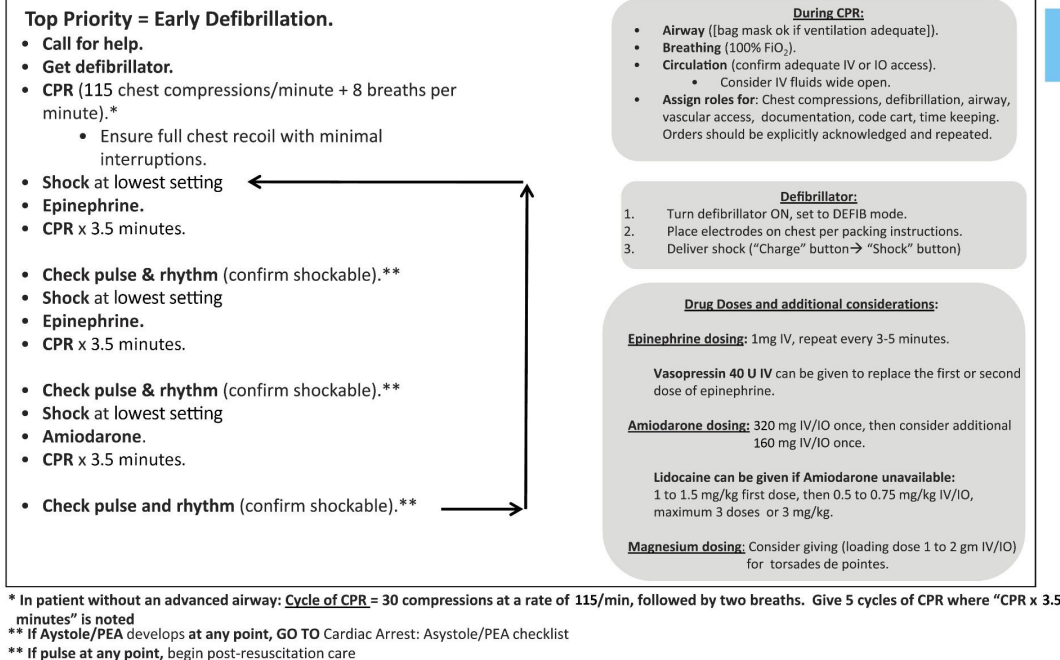 Top Priority = Early Defibrillation.
• Call for help.
• Get defibrillator.
• CPR (115 chest compressions/minute + 8 breaths per
minute).*
• Ensure full chest recoil with minimal
interruptions.
• Shock at lowest setting
• Epinephrine.
• CPR x 3.5 minutes.
• Check pulse & rhythm (confirm shockable).**
• Shock at lowest setting
• Epinephrine.
• CPR x 3.5 minutes.
• Check pulse & rhythm (confirm shockable).**
• Shock at lowest setting
• Amiodarone.
• CPR x 3.5 minutes.
• Check pulse and rhythm (confirm shockable).**
During CPR:
• Airway ([bag mask ok if ventilation adequate]).
• Breathing (100% FiO₂).
• Circulation (confirm adequate IV or IO access).
• Consider IV fluids wide open.
• Assign roles for: Chest compressions, defibrillation, airway,
vascular access, documentation, code cart, time keeping.
Orders should be explicitly acknowledged and repeated.
Defibrillator:
1. Turn defibrillator ON, set to DEFIB mode.
2. Place electrodes on chest per packing instructions.
3. Deliver shock ("Charge" button→ "Shock" button)
Drug Doses and additional considerations:
Epinephrine dosing: 1mg IV, repeat every 3-5 minutes.
Vasopressin 40 U IV can be given to replace the first or second
dose of epinephrine.
Amiodarone dosing: 320 mg IV/IO once, then consider additional
160 mg IV/IO once.
Lidocaine can be given if Amiodarone unavailable:
1 to 1.5 mg/kg first dose, then 0.5 to 0.75 mg/kg IV/IO,
maximum 3 doses or 3 mg/kg.
Magnesium dosing: Consider giving (loading dose 1 to 2 gm IV/IO)
for torsades de pointes.
* In patient without an advanced airway: Cycle of CPR = 30 compressions at a rate of 115/min, followed by two breaths. Give 5 cycles of CPR where "CPR x 3.5
minutes" is noted
** If Aystole/PEA develops at any point, GO TO Cardiac Arrest: Asystole/PEA checklist
** If pulse at any point, begin post-resuscitation care